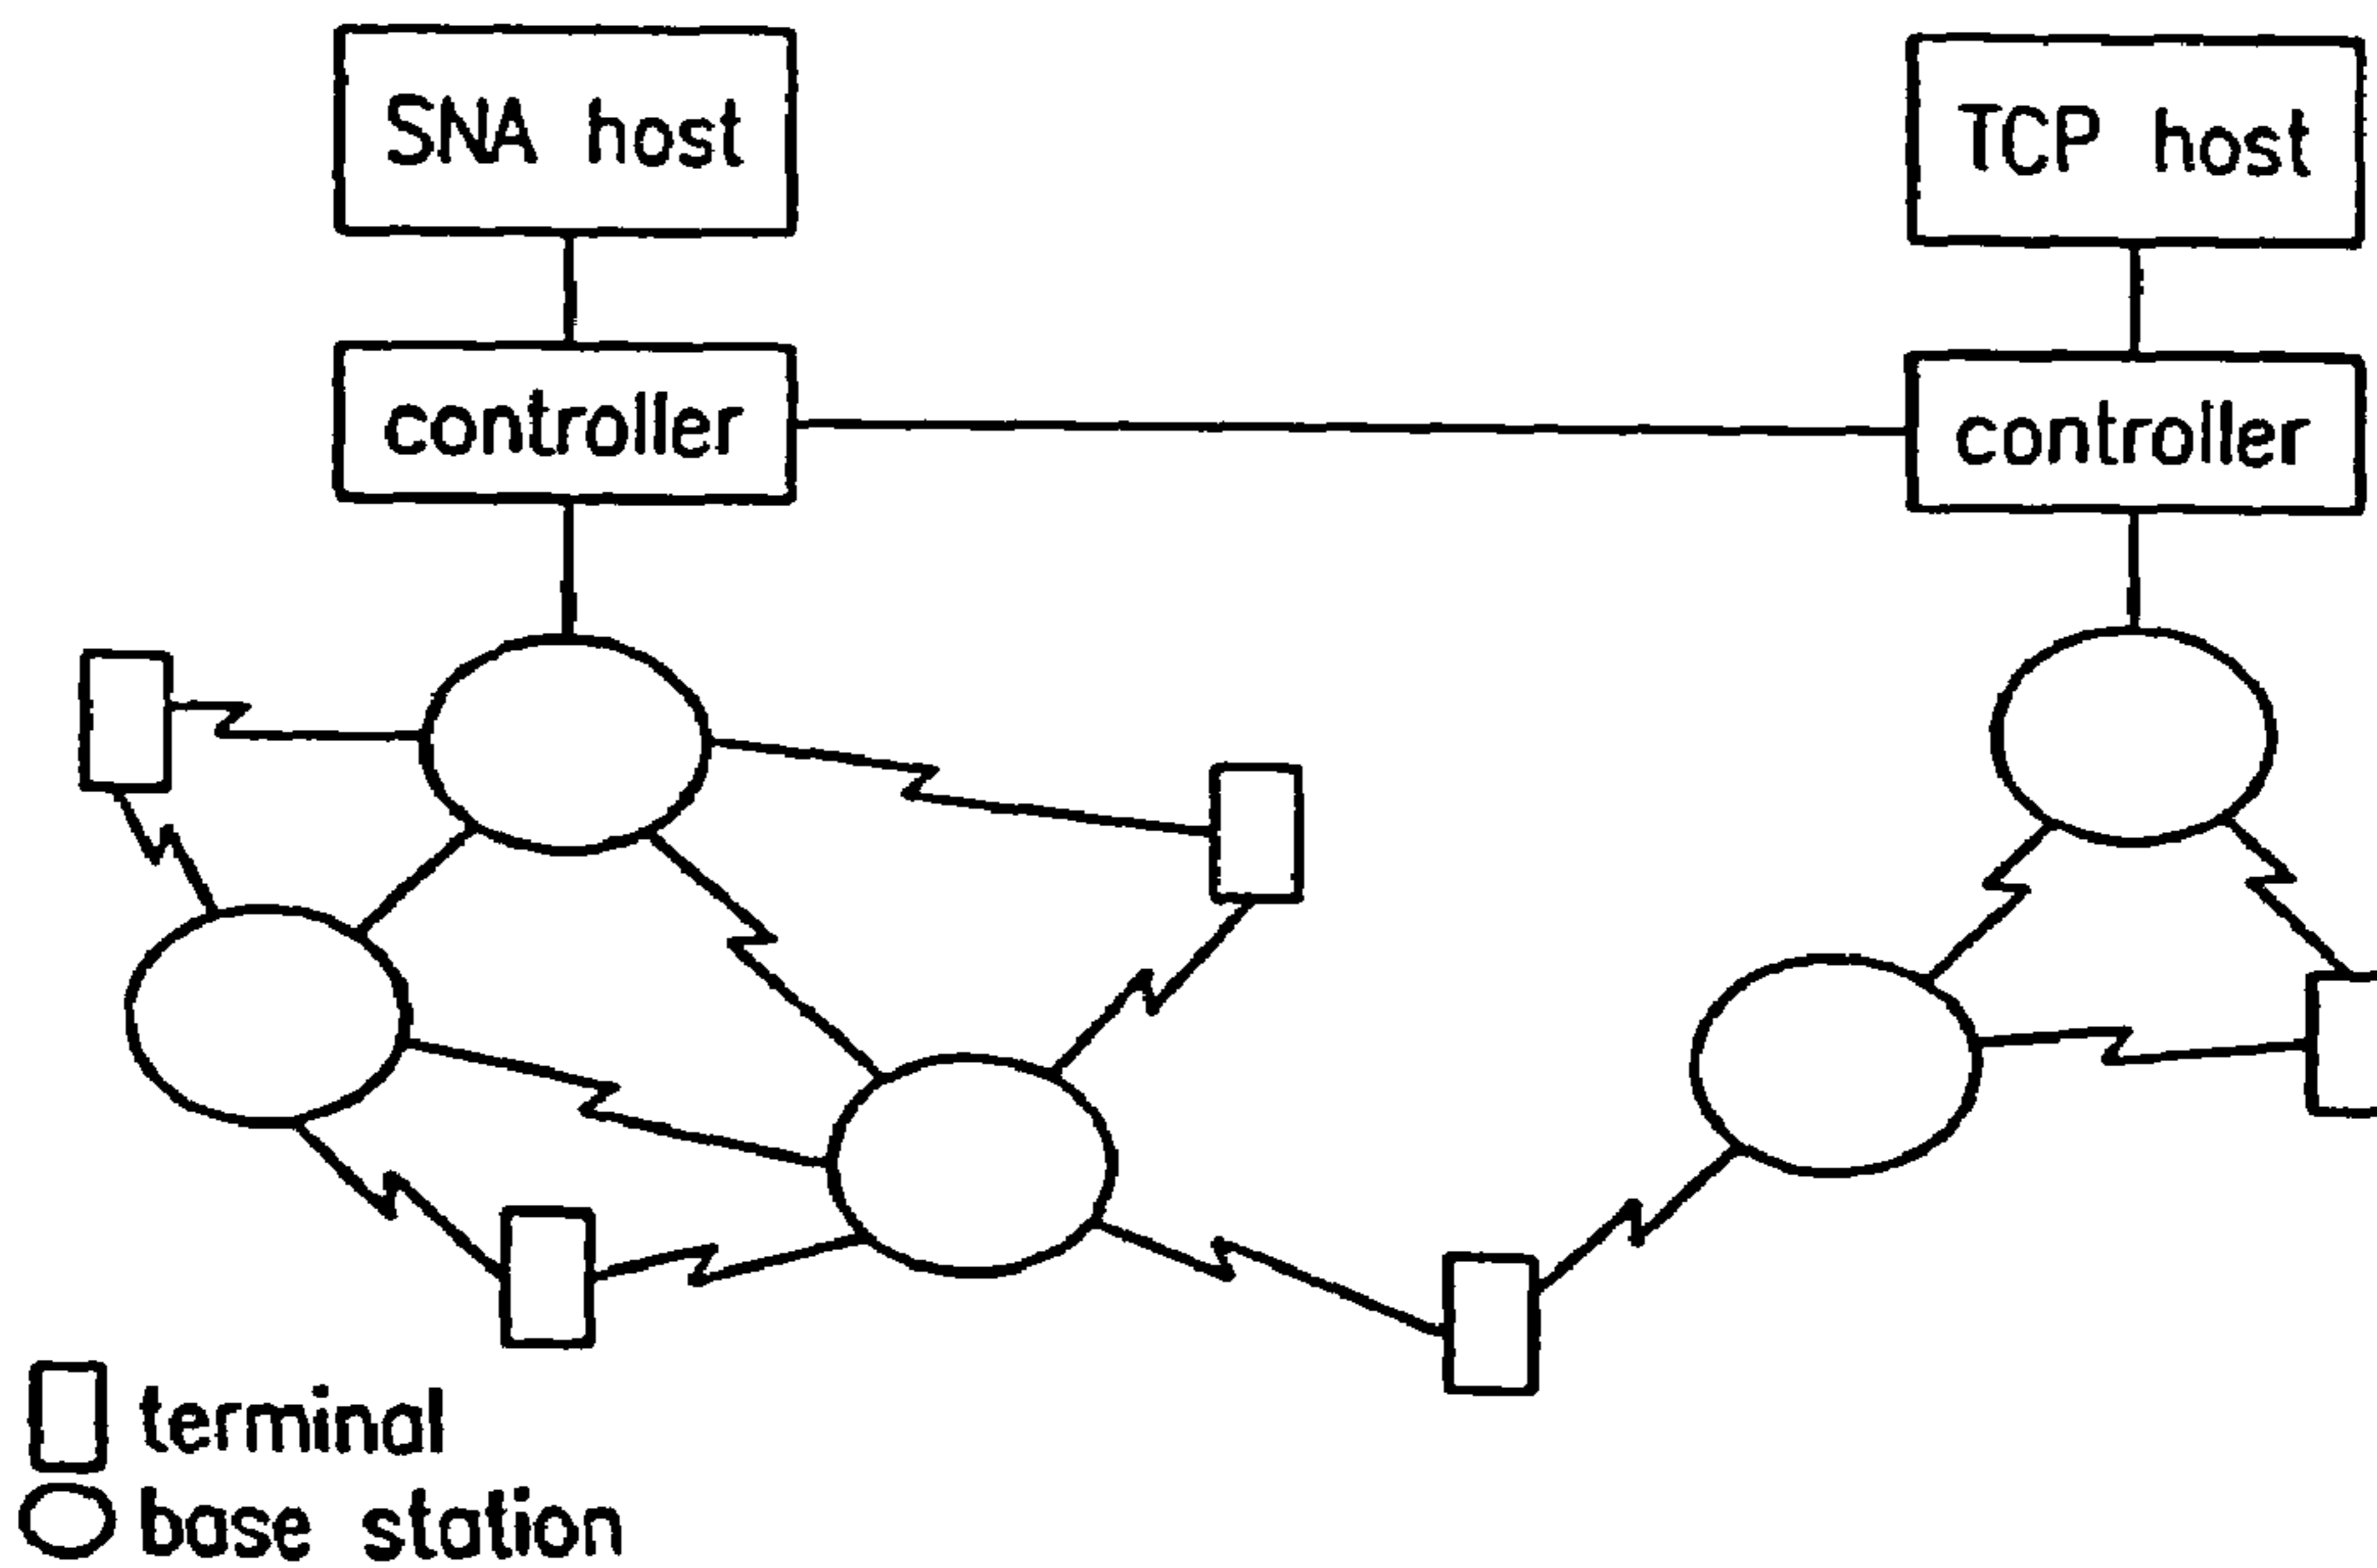 SNA host
TCP host
controller
controller
terminal
base station